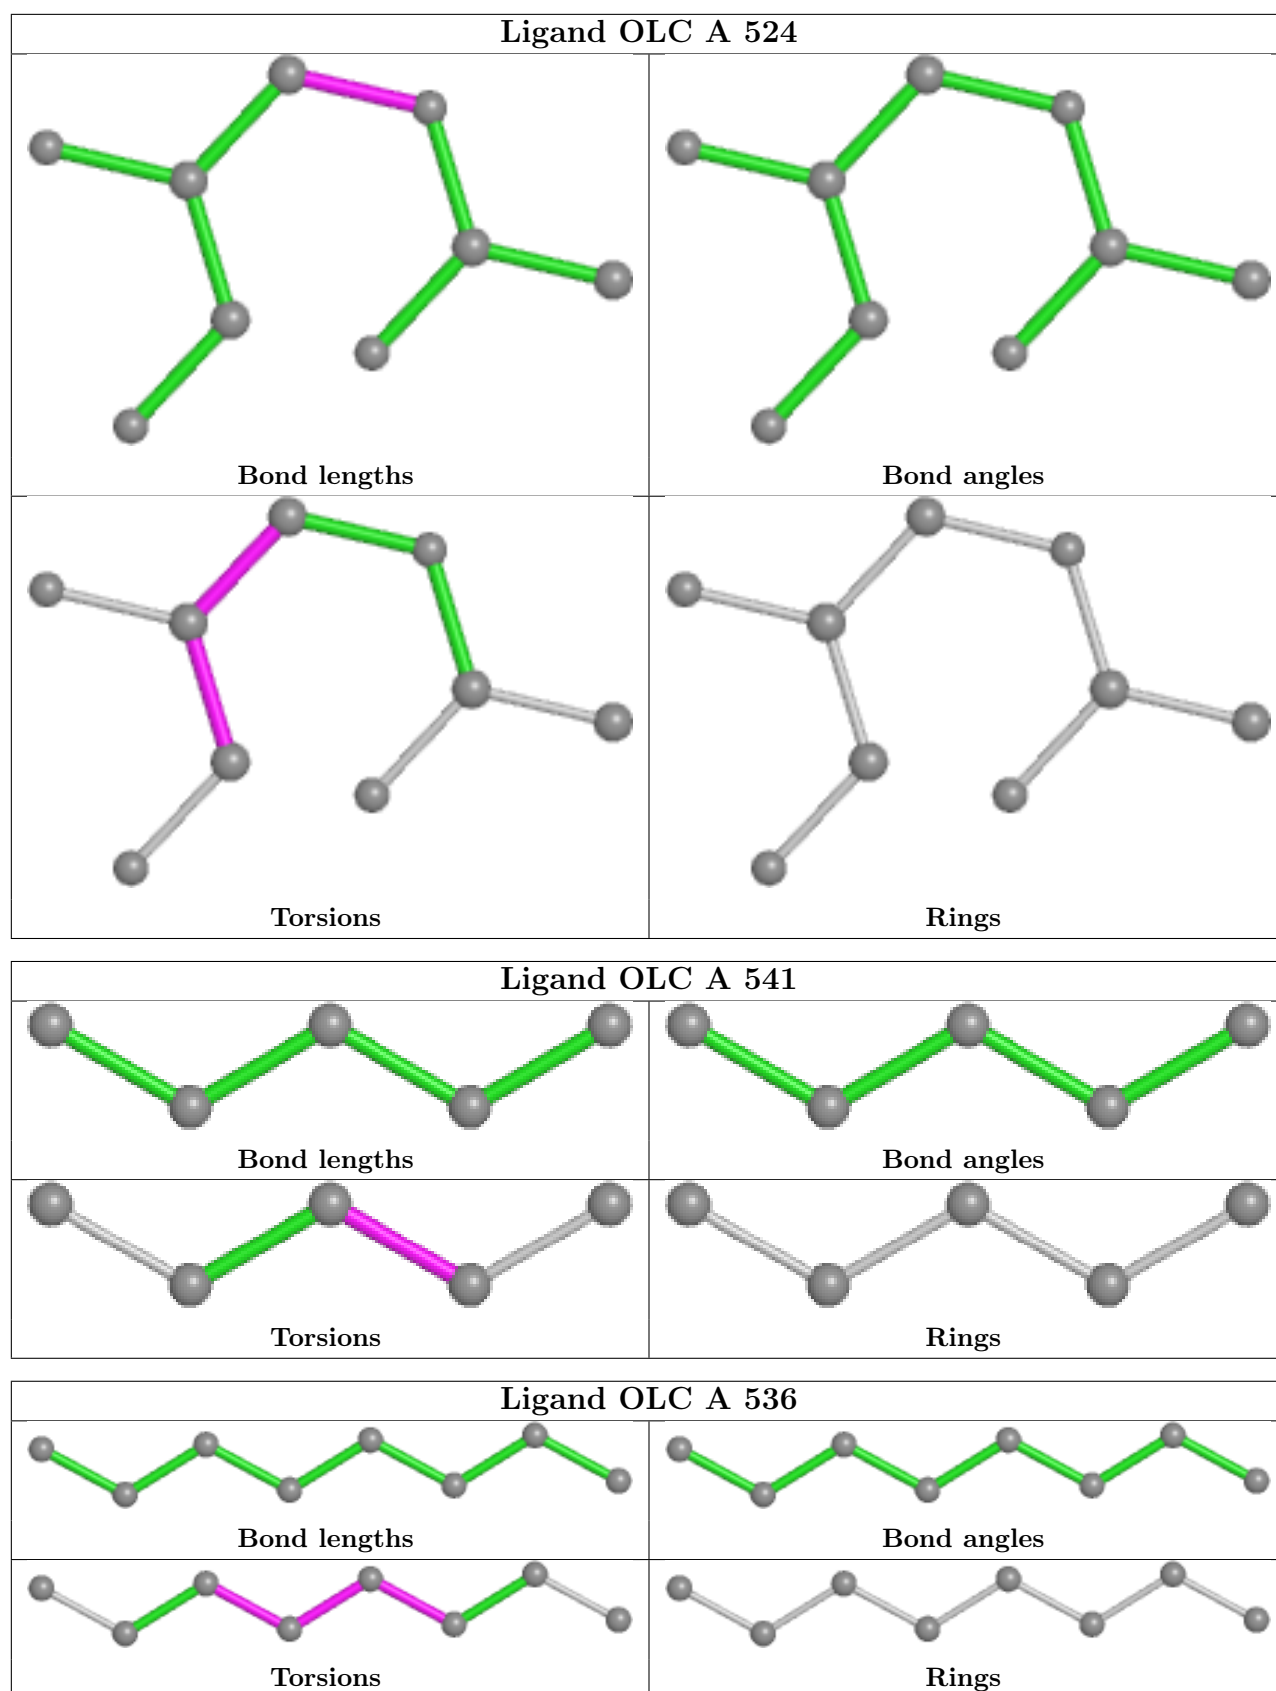 Ligand OLC A 524
Bond lengths
Bond angles
Torsions
Rings
Ligand OLC A 541
Bond lengths
Bond angles
Torsions
Rings
Ligand OLC A 536
Bond lengths
Bond angles
Torsions
Rings